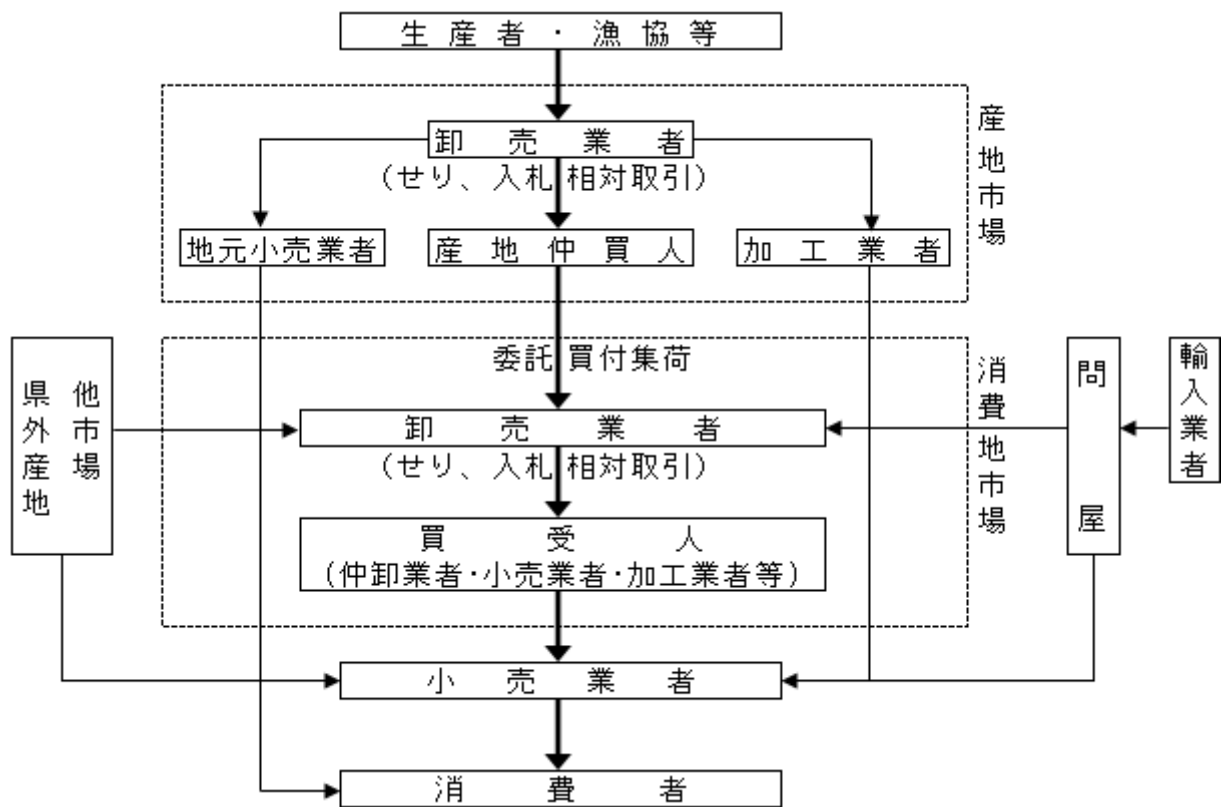 生産者・漁協等
卸売業者
(せり、入札 相対取引)
産地市場
地元小売業者
産地仲買人
加工業者
委託 買付集荷
消費地市場
県外産地
他市場
卸売業者
(せり、入札 相対取引)
問屋
輸入業者
買受人
(仲卸業者・小売業者・加工業者等)
小売業者
消費者